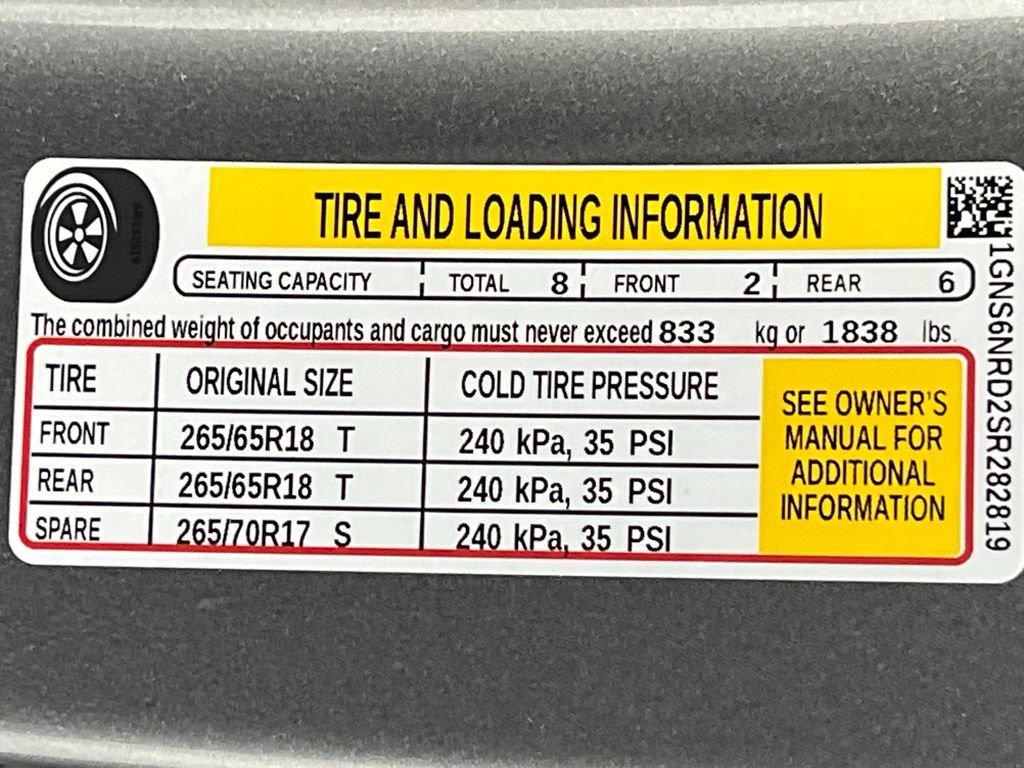 TIRE AND LOADING INFORMATION
SEATING CAPACITY TOTAL 8 FRONT 2 REAR 6
The combined weight of occupants and cargo must never exceed 833 kg or 1838 lbs.
TIRE ORIGINAL SIZE COLD TIRE PRESSURE
FRONT 265/65R18 T 240 kPa, 35 PSI
REAR 265/65R18 T 240 kPa, 35 PSI
SPARE 265/70R17 S 240 kPa, 35 PSI
SEE OWNER'S
MANUAL FOR
ADDITIONAL
INFORMATION
1GNS6NRD2SR282819